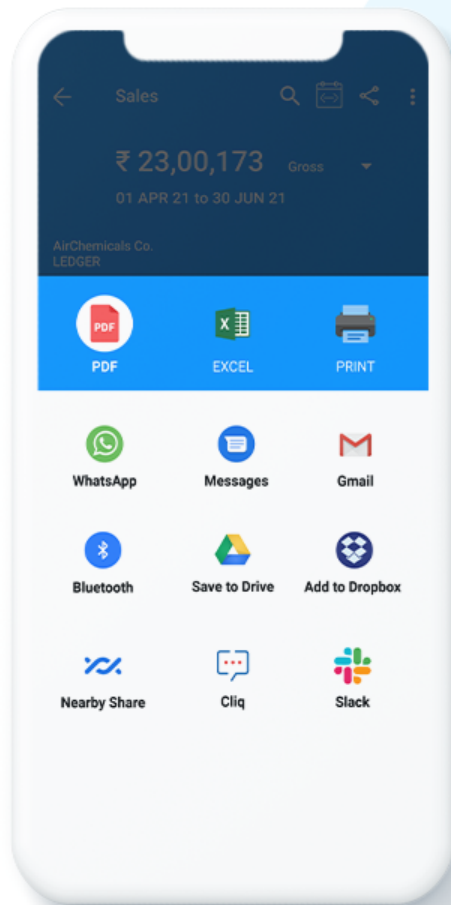 Sales
₹ 23,00,173 Gross
01 APR 21 to 30 JUN 21
AirChemicals Co.
LEDGER
PDF
PDF EXCEL PRINT
WhatsApp Messages Gmail
Bluetooth Save to Drive Add to Dropbox
Nearby Share Cliq Slack